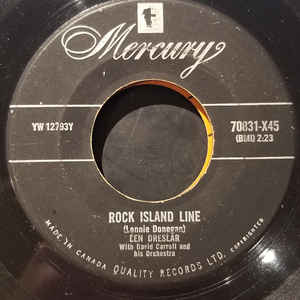 Mercury
YW 12793Y
70831-X45
(BMI) 2:23
ROCK ISLAND LINE
(Lonnie Donegan)
LEN DRESLAR
With David Carroll and
his Orchestra
MADE IN CANADA QUALITY RECORDS LTD.